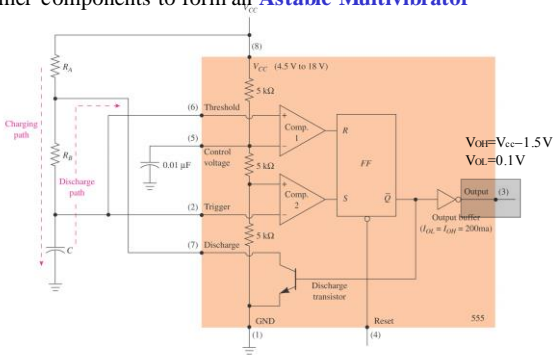 mer components to form an Astable Multivibrator
VCC
(8)
VCC (4.5 V to 18 V)
RA
5 kΩ
(6) Threshold
+
Comp.
1
−
R
Charging
path
(5)
Control
voltage
0.01 μF
5 kΩ
FF
VOH=Vcc−1.5V
VOL=0.1V
RB
Discharge
path
+
Comp.
2
−
S
Q̅
Output (3)
(2) Trigger
Output buffer
(IOL = IOH = 200ma)
5 kΩ
(7) Discharge
C
Discharge
transistor
GND
(1)
Reset
(4)
555